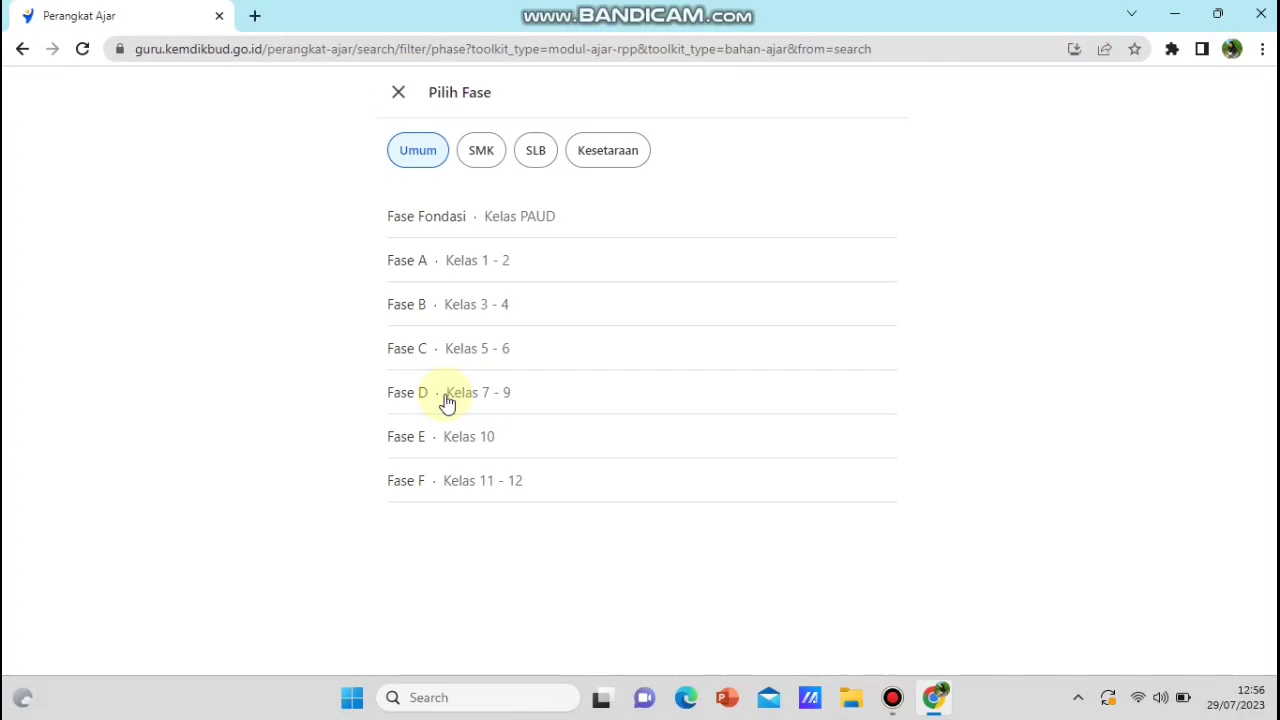 Perangkat Ajar
www.BANDICAM.com
guru.kemdikbud.go.id/perangkat-ajar/search/filter/phase?toolkit_type=modul-ajar-rpp&toolkit_type=bahan-ajar&from=search
Pilih Fase
Umum SMK SLB Kesetaraan
Fase Fondasi · Kelas PAUD
Fase A · Kelas 1 - 2
Fase B · Kelas 3 - 4
Fase C · Kelas 5 - 6
Fase D · Kelas 7 - 9
Fase E · Kelas 10
Fase F · Kelas 11 - 12
Search
12:56
29/07/2023